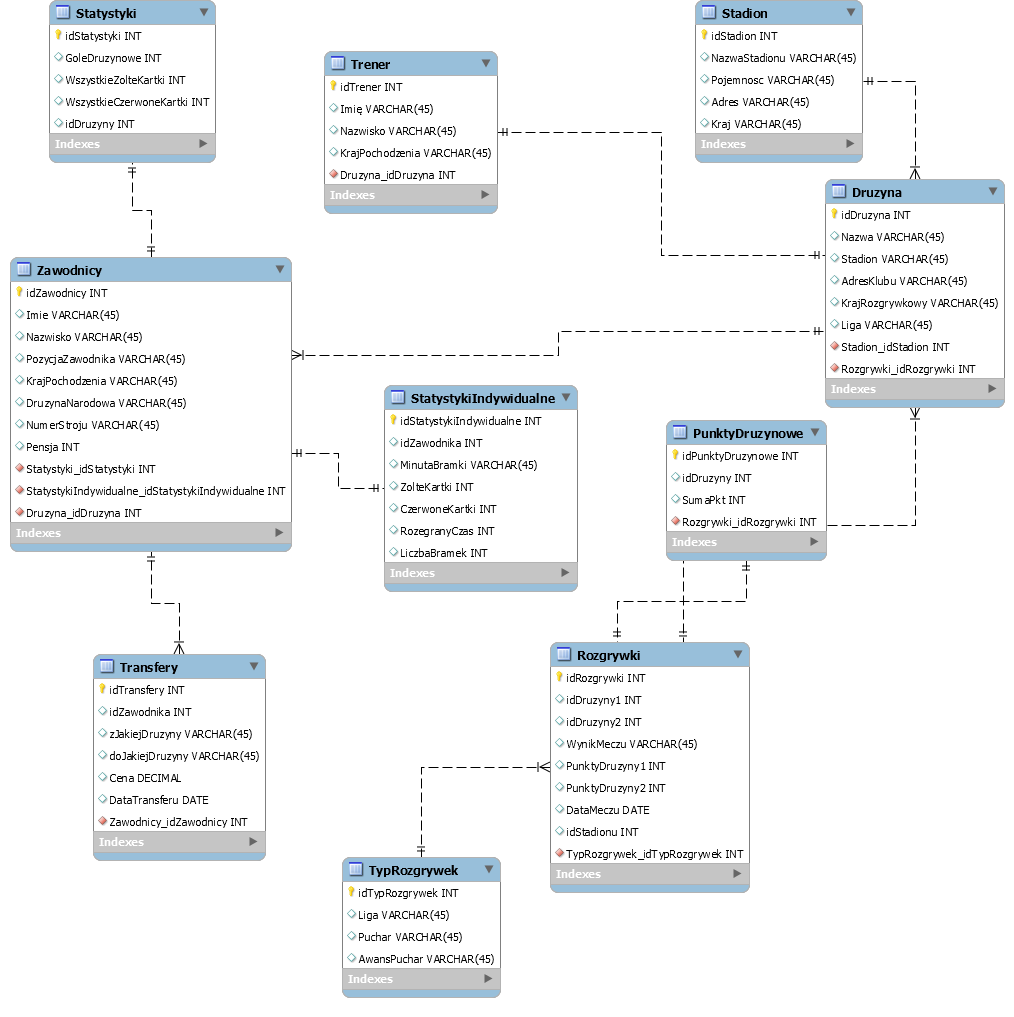 Statystyki
idStatystyki INT
GoleDruzynowe INT
WszystkieZolteKartki INT
WszystkieCzerwoneKartki INT
idDruzyny INT
Indexes
Trener
idTrener INT
Imię VARCHAR(45)
Nazwisko VARCHAR(45)
KrajPochodzenia VARCHAR(45)
Druzyna_idDruzyna INT
Indexes
Stadion
idStadion INT
NazwaStadionu VARCHAR(45)
Pojemnosc VARCHAR(45)
Adres VARCHAR(45)
Kraj VARCHAR(45)
Indexes
Druzyna
idDruzyna INT
Nazwa VARCHAR(45)
Stadion VARCHAR(45)
AdresKlubu VARCHAR(45)
KrajRozgrywkowy VARCHAR(45)
Liga VARCHAR(45)
Stadion_idStadion INT
Rozgrywki_idRozgrywki INT
Indexes
Zawodnicy
idZawodnicy INT
Imie VARCHAR(45)
Nazwisko VARCHAR(45)
PozycjaZawodnika VARCHAR(45)
KrajPochodzenia VARCHAR(45)
DruzynaNarodowa VARCHAR(45)
NumerStroju VARCHAR(45)
Pensja INT
Statystyki_idStatystyki INT
StatystykiIndywidualne_idStatystykiIndywidualne INT
Druzyna_idDruzyna INT
Indexes
StatystykiIndywidualne
idStatystykiIndywidualne INT
idZawodnika INT
MinutaBramki VARCHAR(45)
ZolteKartki INT
CzerwoneKartki INT
RozegranyCzas INT
LiczbaBramek INT
Indexes
PunktyDruzynowe
idPunktyDruzynowe INT
idDruzyny INT
SumaPkt INT
Rozgrywki_idRozgrywki INT
Indexes
Transfery
idTransfery INT
idZawodnika INT
zJakiejDruzyny VARCHAR(45)
doJakiejDruzyny VARCHAR(45)
Cena DECIMAL
DataTransferu DATE
Zawodnicy_idZawodnicy INT
Indexes
Rozgrywki
idRozgrywki INT
idDruzyny1 INT
idDruzyny2 INT
WynikMeczu VARCHAR(45)
PunktyDruzyny1 INT
PunktyDruzyny2 INT
DataMeczu DATE
idStadionu INT
TypRozgrywek_idTypRozgrywek INT
Indexes
TypRozgrywek
idTypRozgrywek INT
Liga VARCHAR(45)
Puchar VARCHAR(45)
AwansPuchar VARCHAR(45)
Indexes